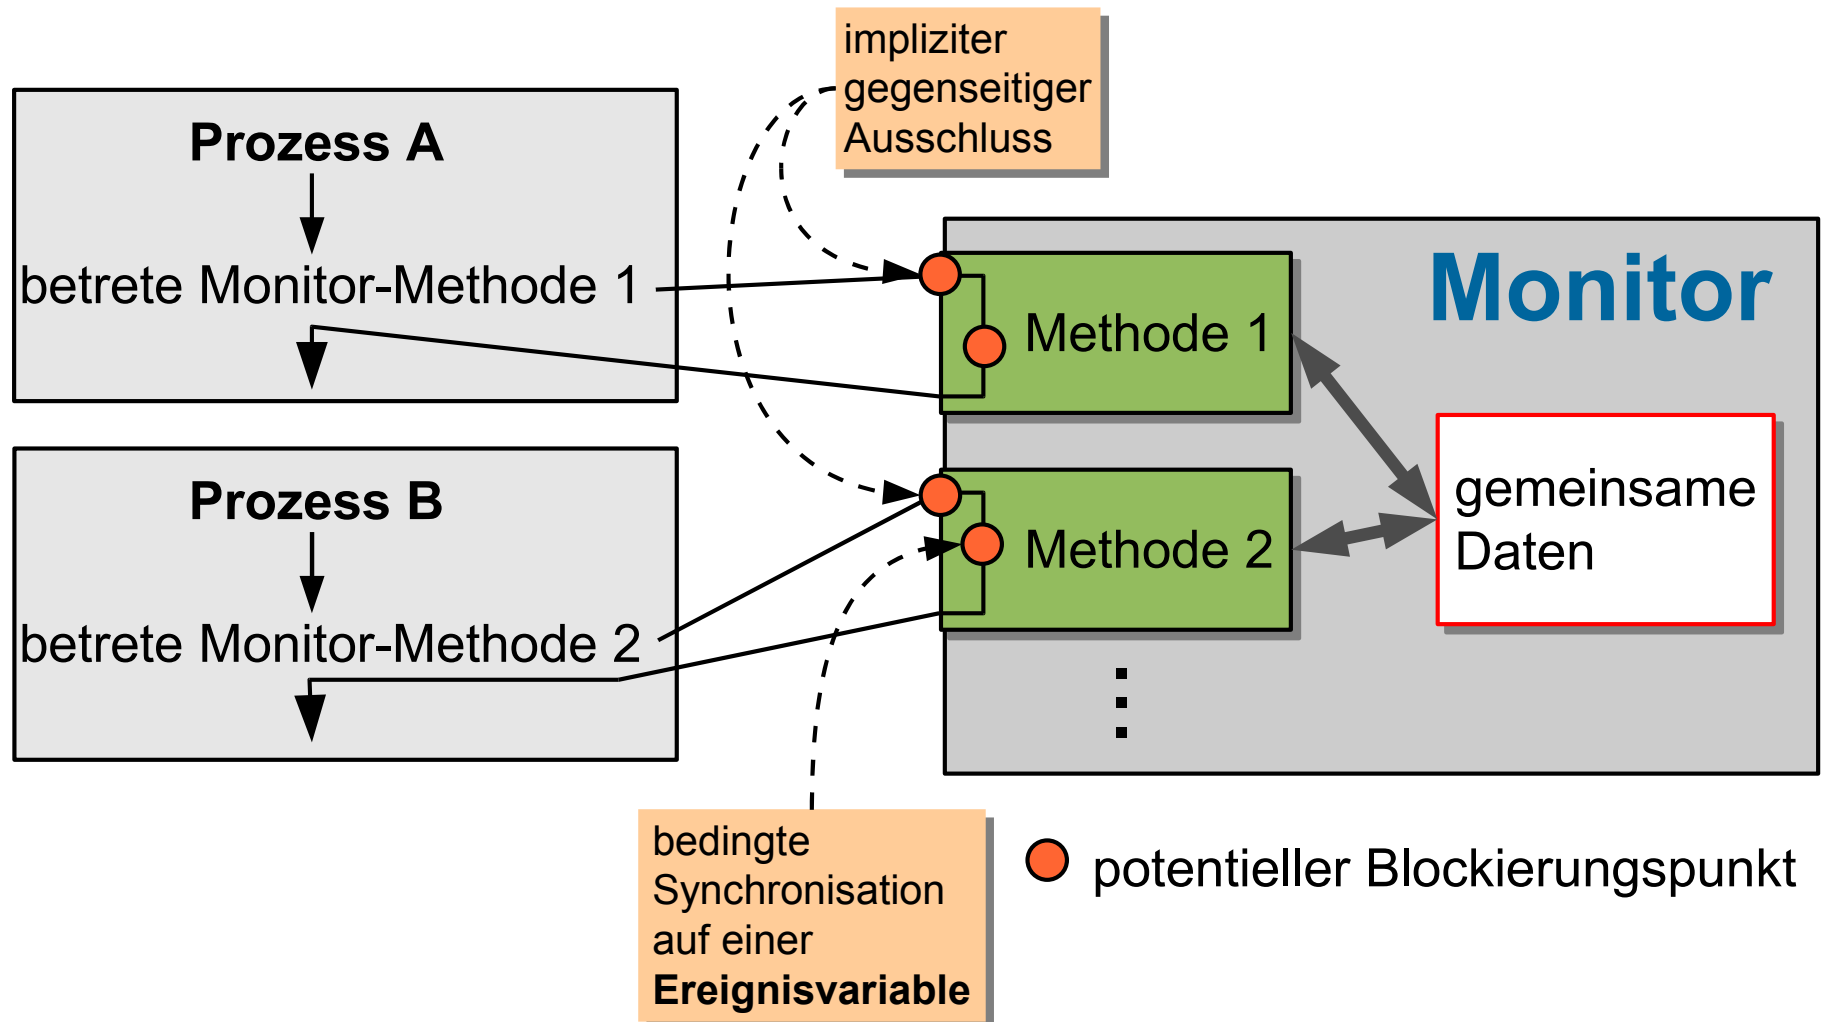 impliziter
gegenseitiger
Ausschluss
Prozess A
betrete Monitor-Methode 1
Monitor
Methode 1
gemeinsame
Daten
Prozess B
betrete Monitor-Methode 2
Methode 2
bedingte
Synchronisation
auf einer
Ereignisvariable
potentieller Blockierungspunkt